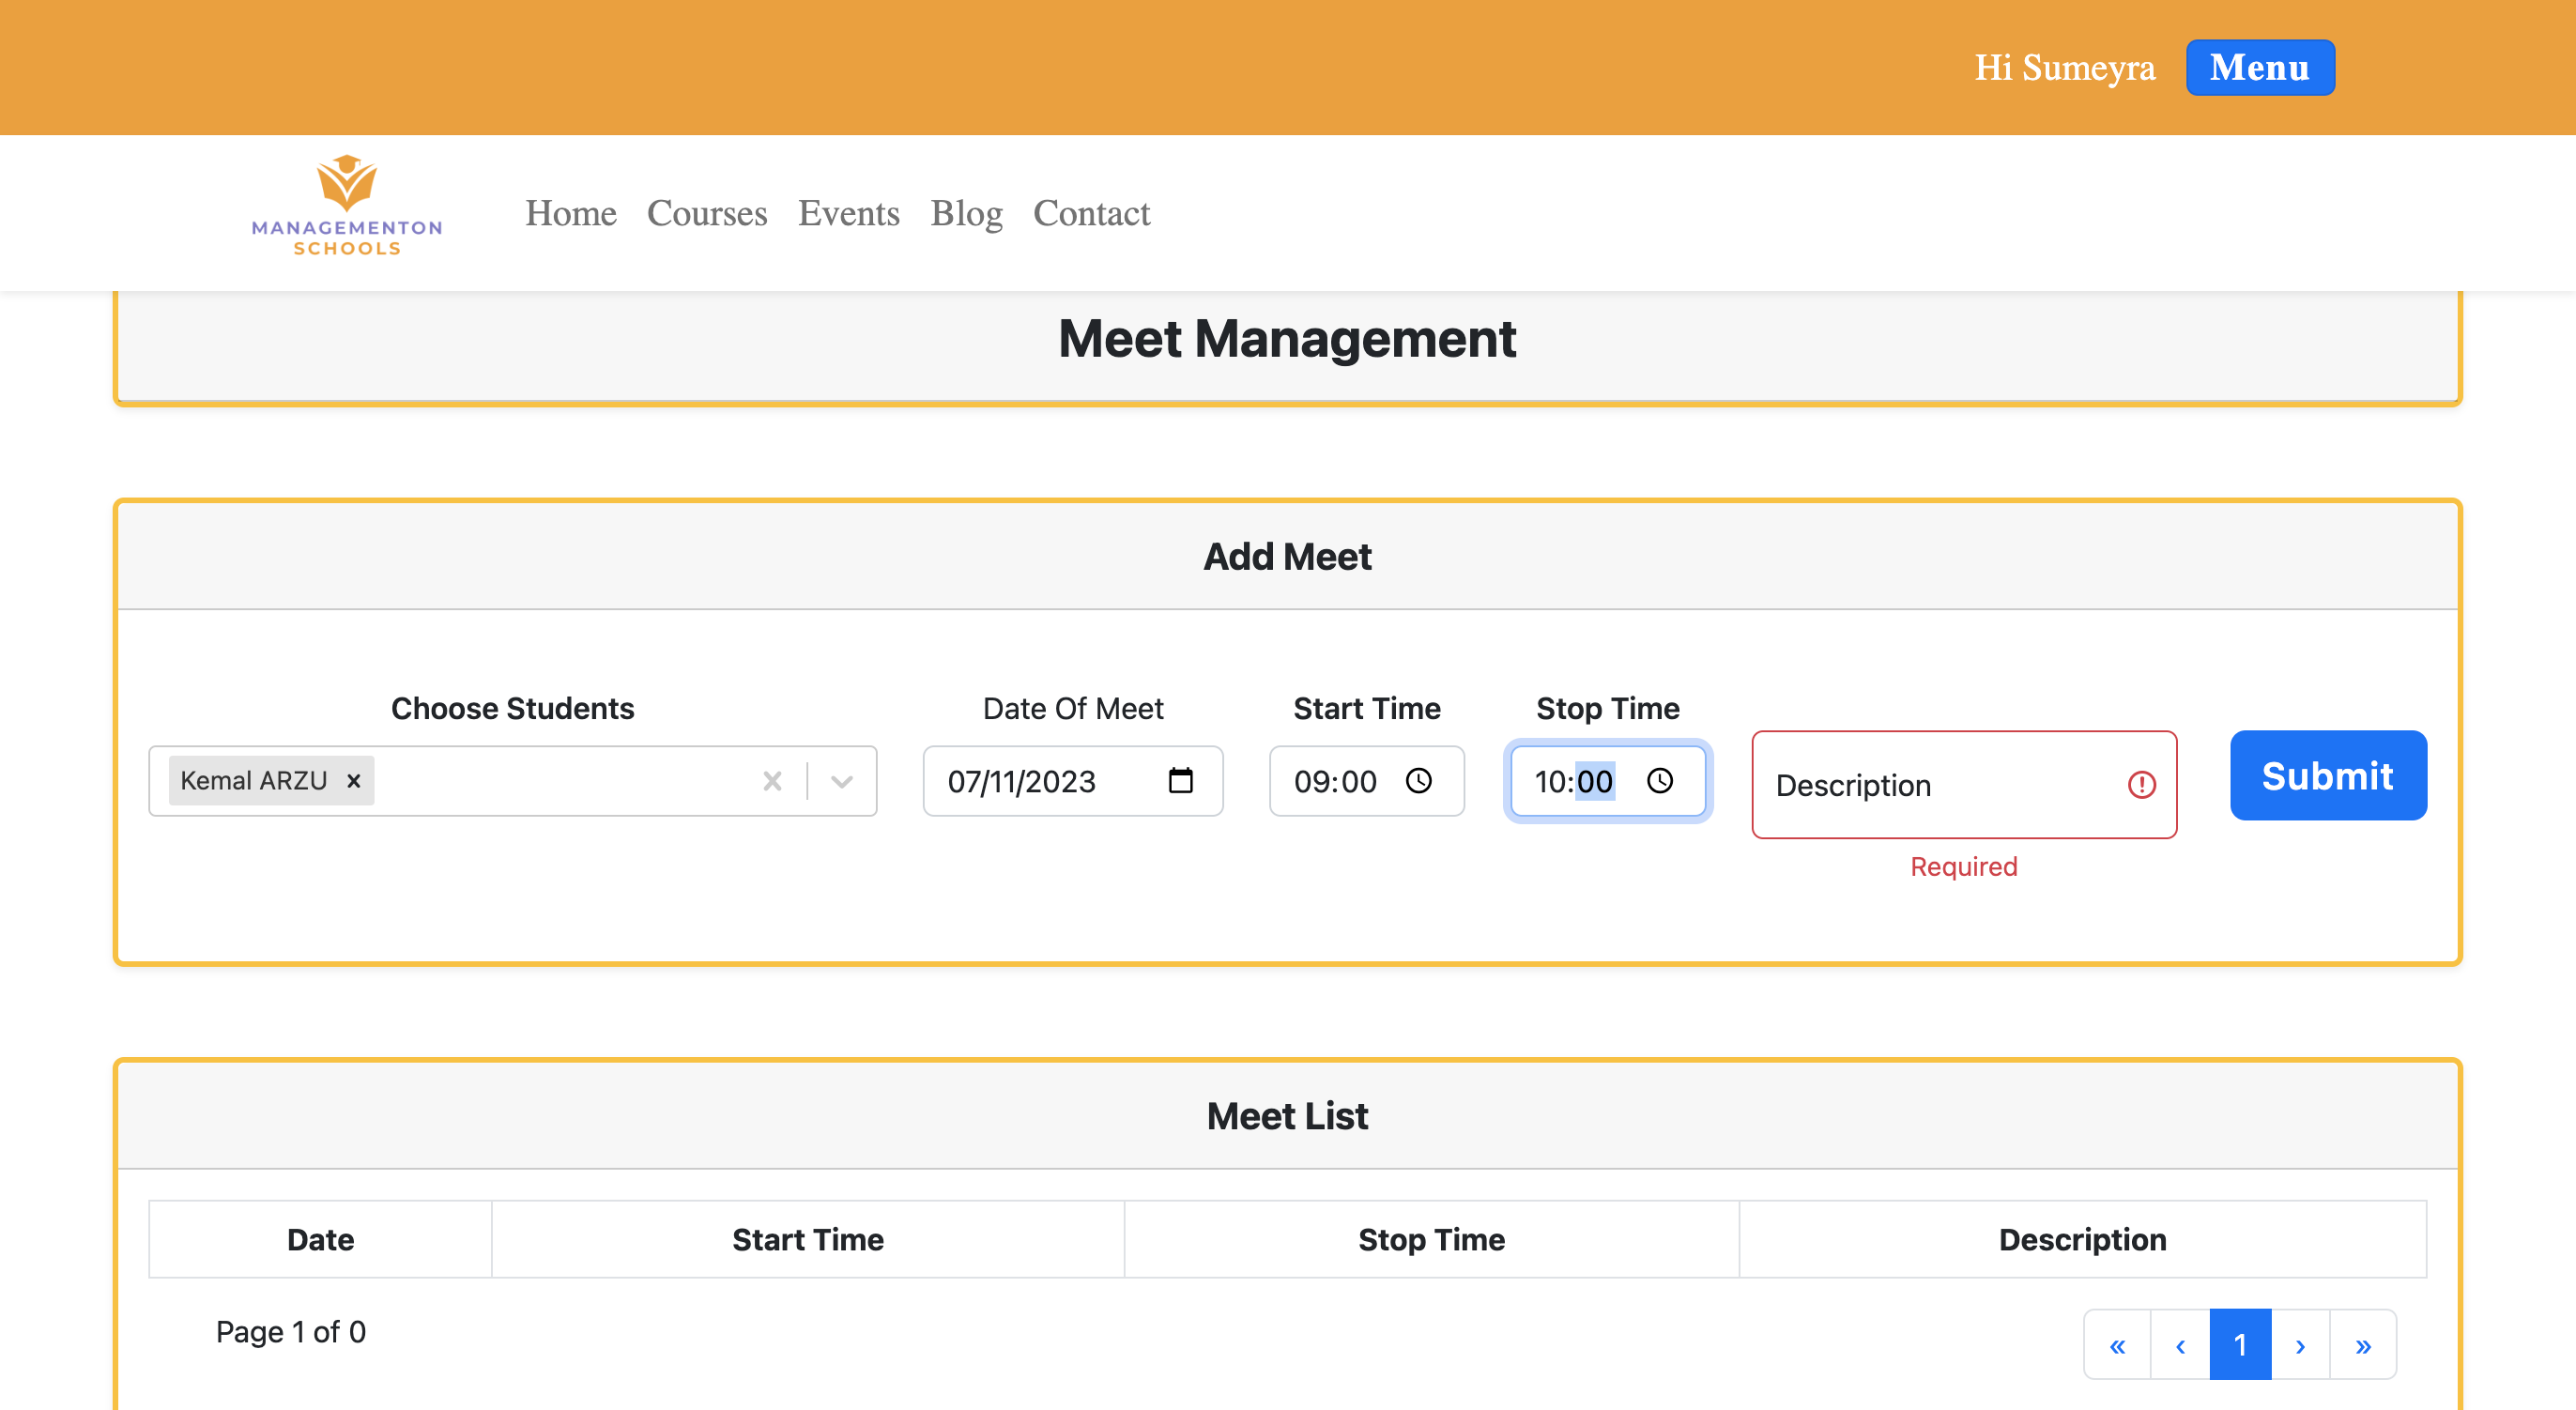 Hi Sumeyra Menu
MANAGEMENTON
SCHOOLS
Home Courses Events Blog Contact
Meet Management
Add Meet
Choose Students Date Of Meet Start Time Stop Time
Kemal ARZU × 07/11/2023 09:00 10:00 Description Submit
Required
Meet List
Date Start Time Stop Time Description
Page 1 of 0
« ‹ 1 › »